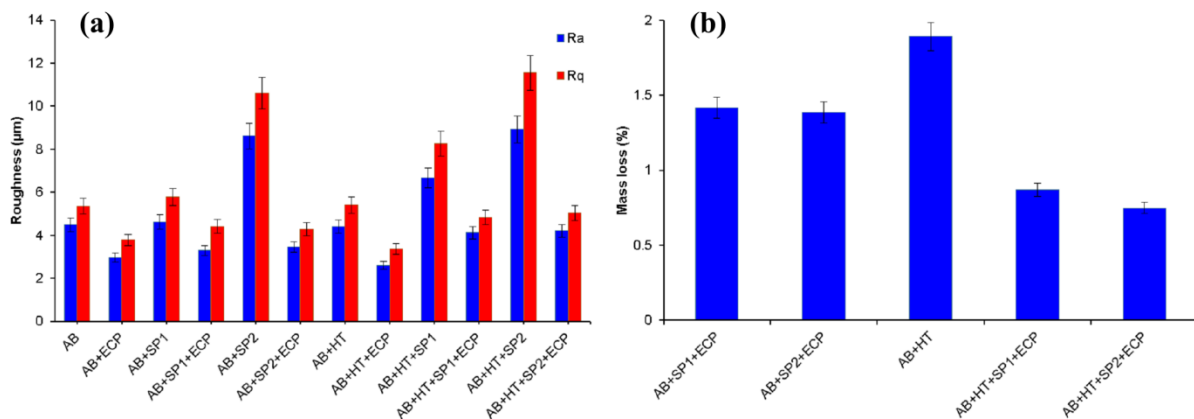 (a)
Ra
Rq
Roughness (µm)
14
12
10
8
6
4
2
0
AB
AB+ECP
AB+SP1
AB+SP1+ECP
AB+SP2
AB+SP2+ECP
AB+HT
AB+HT+ECP
AB+HT+SP1
AB+HT+SP1+ECP
AB+HT+SP2
AB+HT+SP2+ECP
(b)
Mass loss (%)
2
1.5
1
0.5
0
AB+SP1+ECP
AB+SP2+ECP
AB+HT
AB+HT+SP1+ECP
AB+HT+SP2+ECP